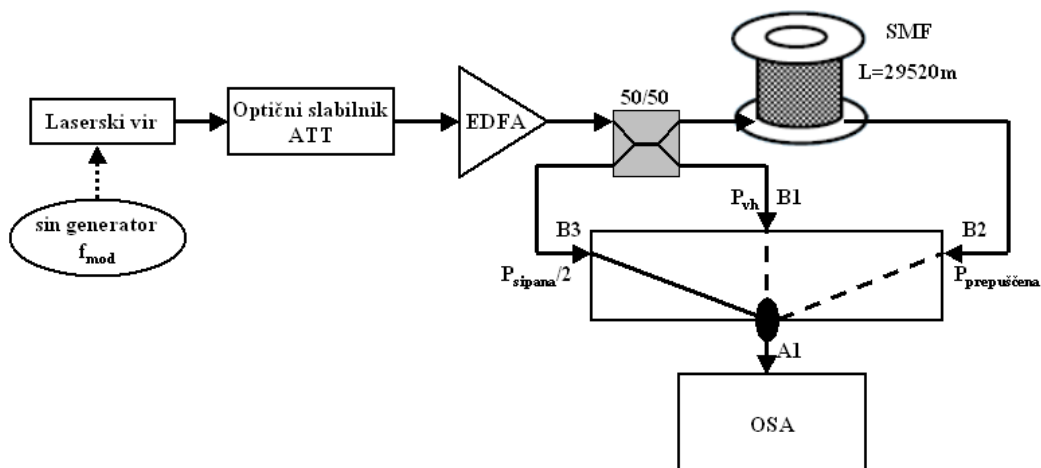 SMF
L=29520m
50/50
Laserski vir
Optični slabilnik
ATT
EDFA
sin generator
fmod
Pvh
B1
B3
B2
Psipana/2
Pprepuščena
A1
OSA